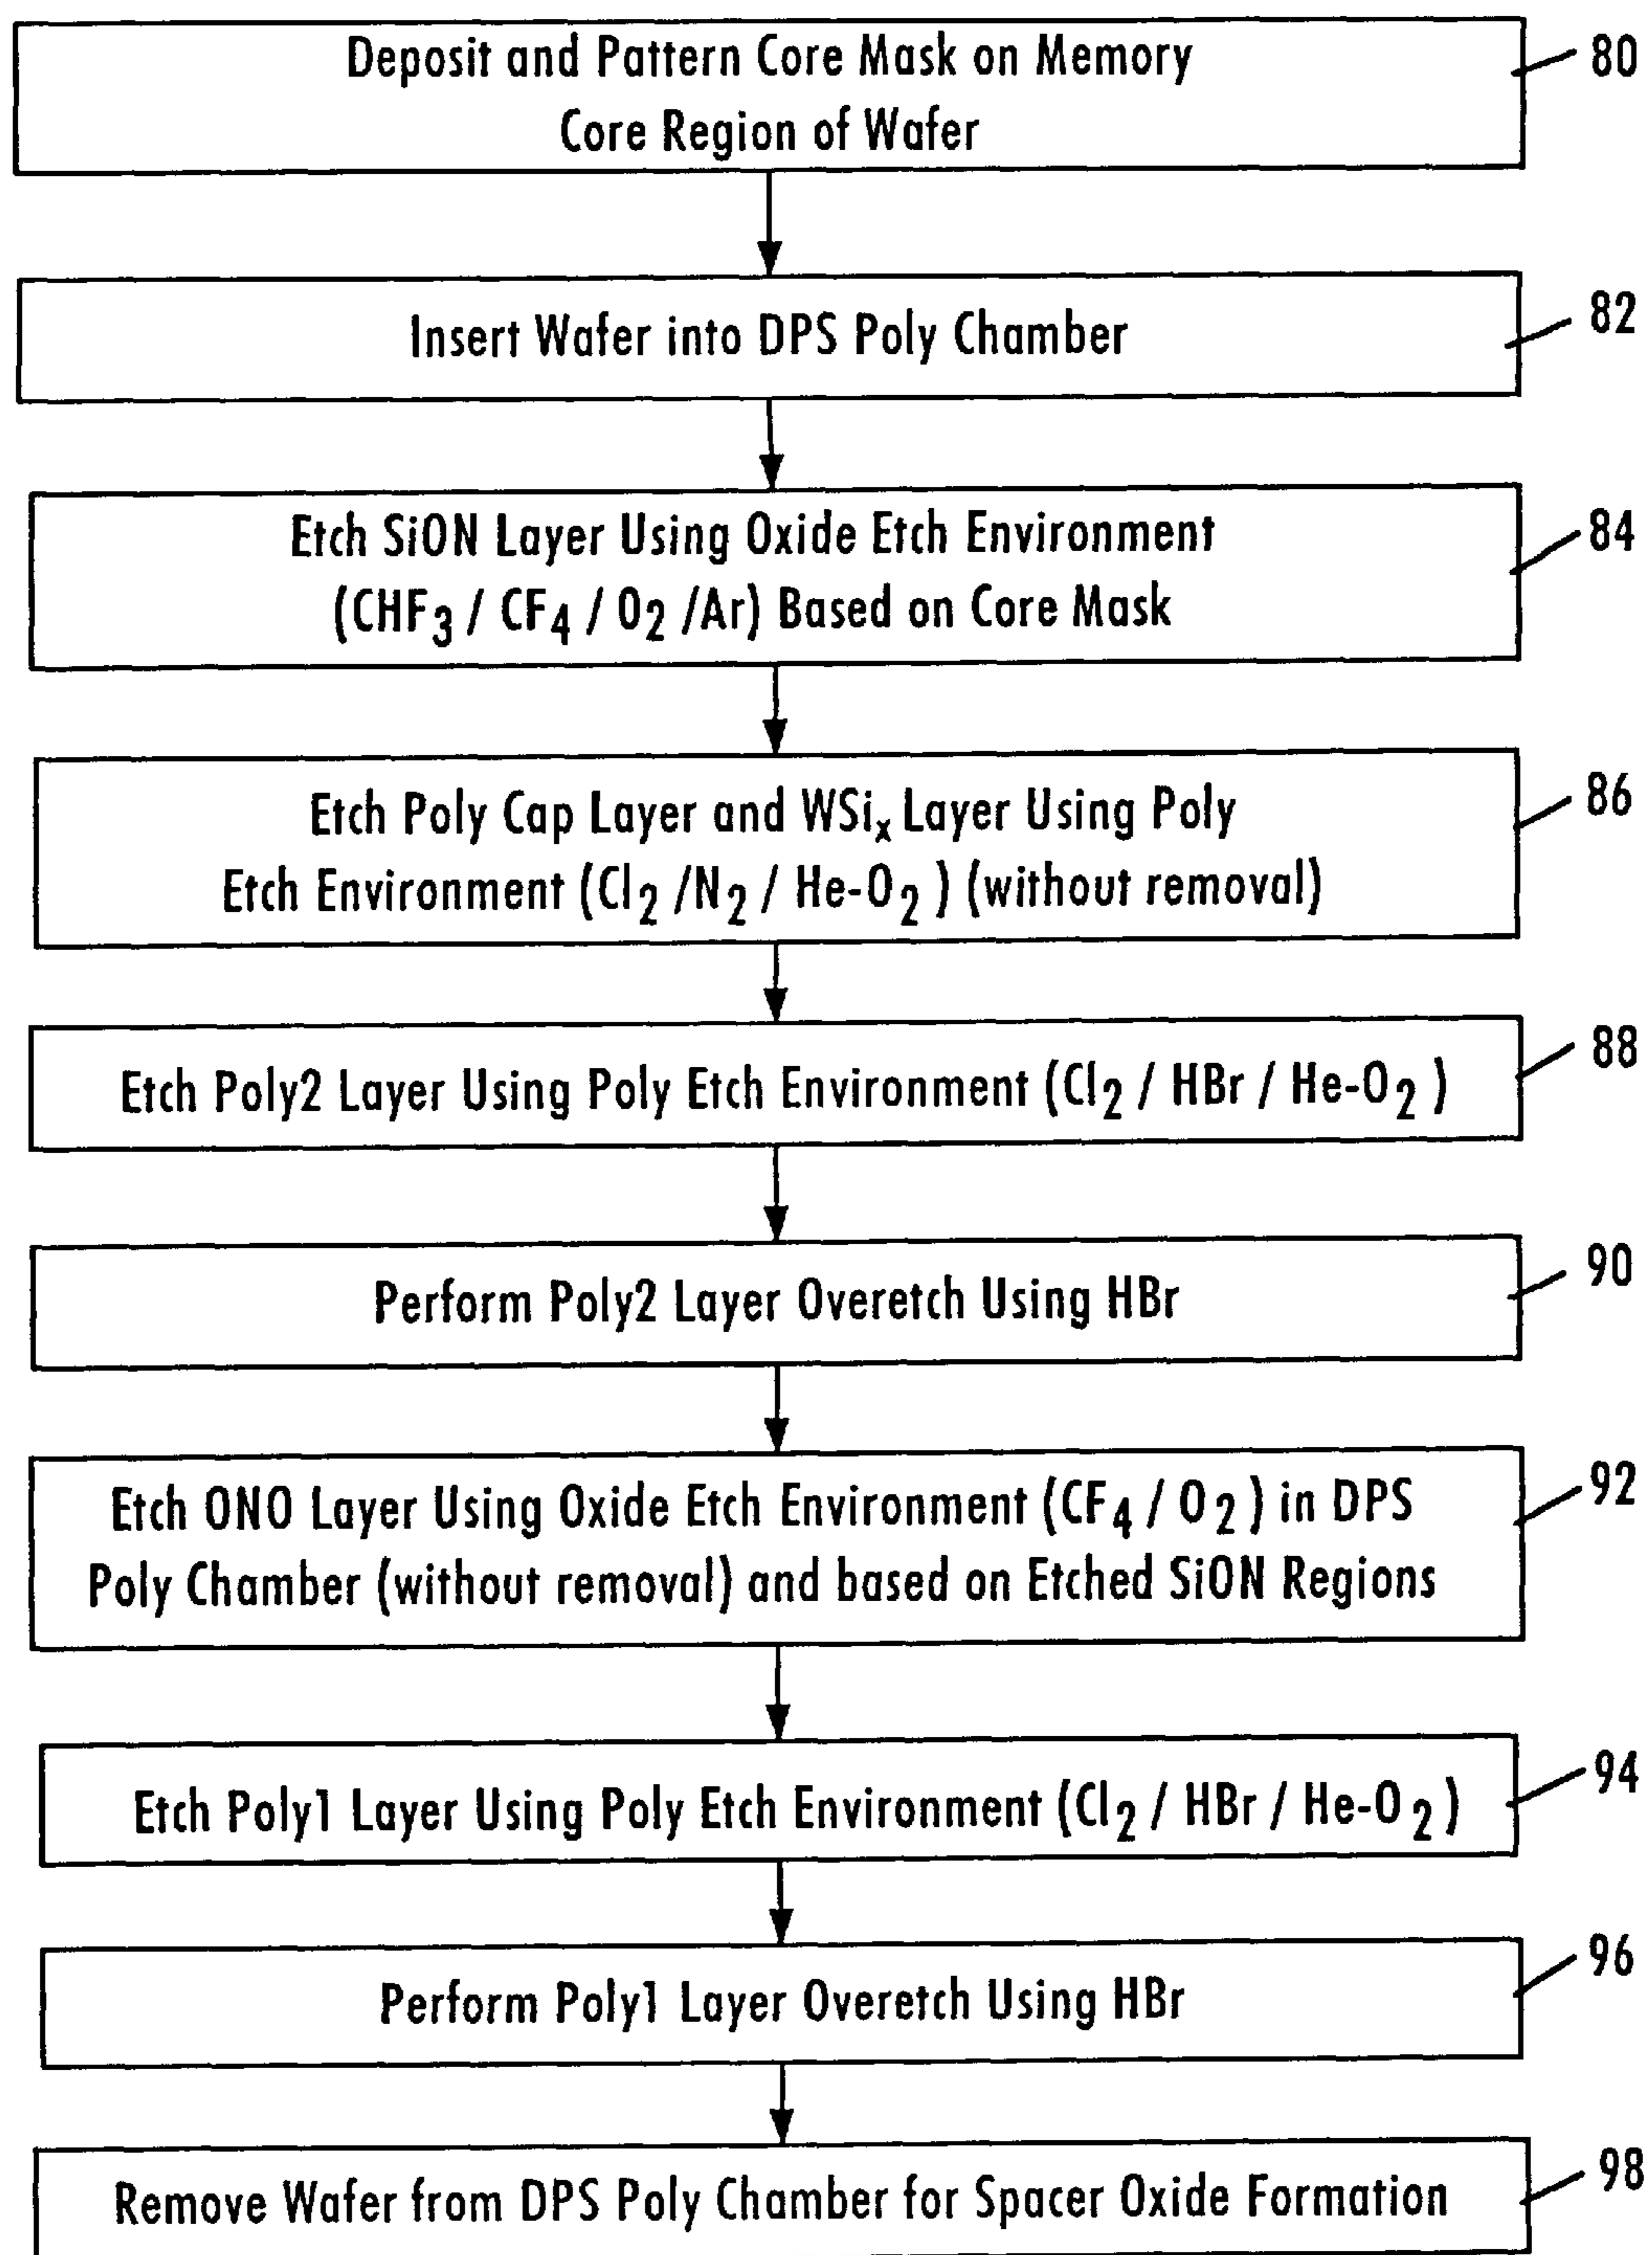 Deposit and Pattern Core Mask on Memory
Core Region of Wafer
80
Insert Wafer into DPS Poly Chamber
82
Etch SiON Layer Using Oxide Etch Environment
(CHF3 / CF4 / O2 /Ar) Based on Core Mask
84
Etch Poly Cap Layer and WSix Layer Using Poly
Etch Environment (Cl2 /N2 / He-O2 ) (without removal)
86
Etch Poly2 Layer Using Poly Etch Environment (Cl2 / HBr / He-O2 )
88
Perform Poly2 Layer Overetch Using HBr
90
Etch ONO Layer Using Oxide Etch Environment (CF4 / O2 ) in DPS
Poly Chamber (without removal) and based on Etched SiON Regions
92
Etch Poly1 Layer Using Poly Etch Environment (Cl2 / HBr / He-O2 )
94
Perform Poly1 Layer Overetch Using HBr
96
Remove Wafer from DPS Poly Chamber for Spacer Oxide Formation
98